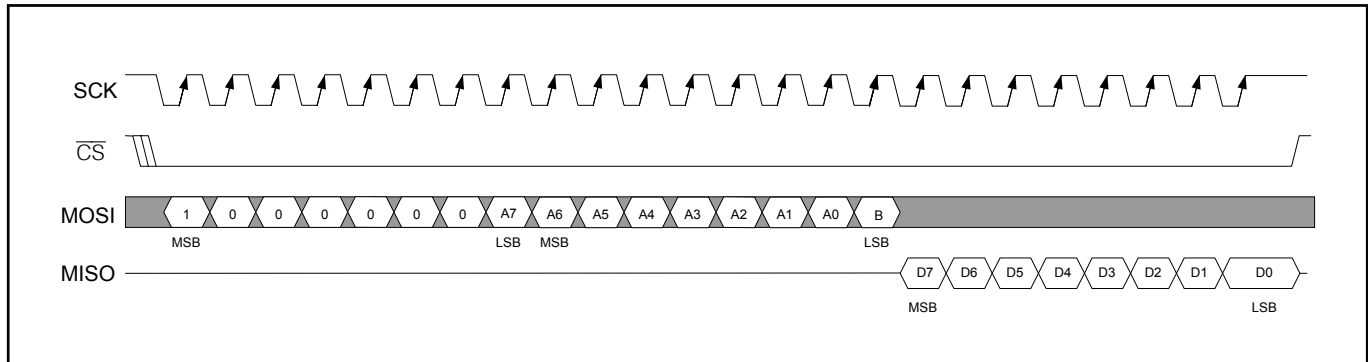 SCK
C̅S̅
MOSI 1 0 0 0 0 0 0 A7 A6 A5 A4 A3 A2 A1 A0 B
MSB LSB MSB LSB
MISO D7 D6 D5 D4 D3 D2 D1 D0
MSB LSB